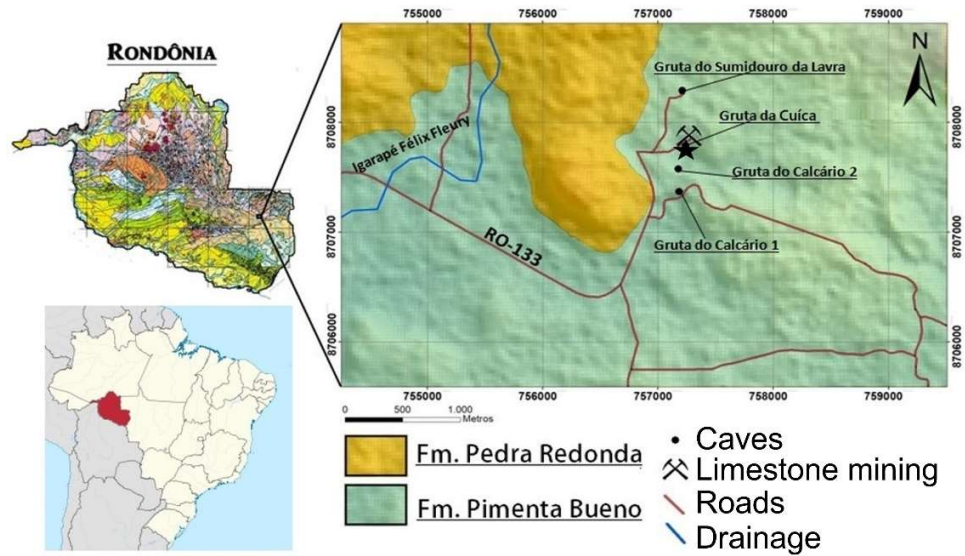 RONDÔNIA
755000 756000 757000 758000 759000
8708000
8707000
8706000
N
Gruta do Sumidouro da Lavra
Gruta da Cuíca
Gruta do Calcário 2
Gruta do Calcário 1
Igarapé Félix Fleury
RO-133
755000 756000 757000 758000 759000
0 500 1.000
Metros
Fm. Pedra Redonda
Fm. Pimenta Bueno
Caves
Limestone mining
Roads
Drainage